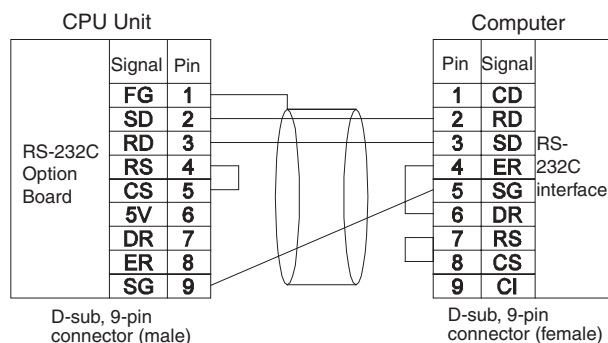 CPU Unit
Computer
Signal Pin
Pin Signal
FG 1
1 CD
SD 2
2 RD
RD 3
3 SD
RS 4
4 ER
CS 5
5 SG
5V 6
6 DR
DR 7
7 RS
ER 8
8 CS
SG 9
9 CI
RS-232C
Option
Board
RS-
232C
interface
D-sub, 9-pin
connector (male)
D-sub, 9-pin
connector (female)